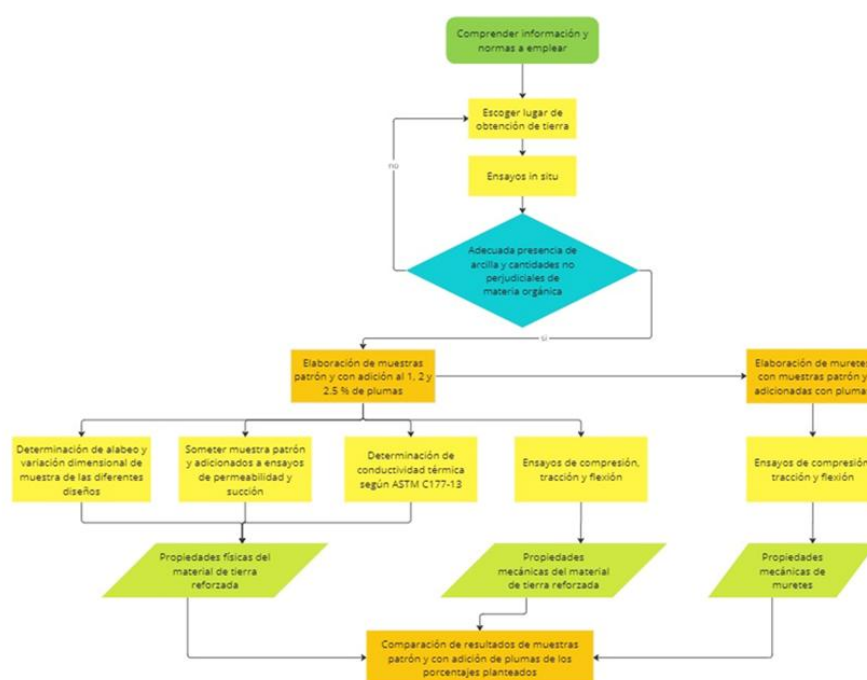 Comprender información y
normas a emplear
Escoger lugar de
obtención de tierra
no
Ensayos in situ
Adecuada presencia de
arcilla y cantidades no
perjudiciales de
materia orgánica
si
Elaboración de muestras
patrón y con adición al 1, 2 y
2.5 % de plumas
Elaboración de muretes
con muestras patrón y
adicionadas con pluma
Determinación de alabeo y
variación dimensional de
muestra de las diferentes
diseños
Someter muestra patrón
y adicionados a ensayos
de permeabilidad y
succión
Determinación de
conductividad térmica
según ASTM C177-13
Ensayos de compresión,
tracción y flexión
Ensayos de compresión,
tracción y flexión
Propiedades físicas del
material de tierra
reforzada
Propiedades
mecánicas del material
de tierra reforzada
Propiedades
mecánicas de
muretes
Comparación de resultados de muestras
patrón y con adición de plumas de los
porcentajes planteados